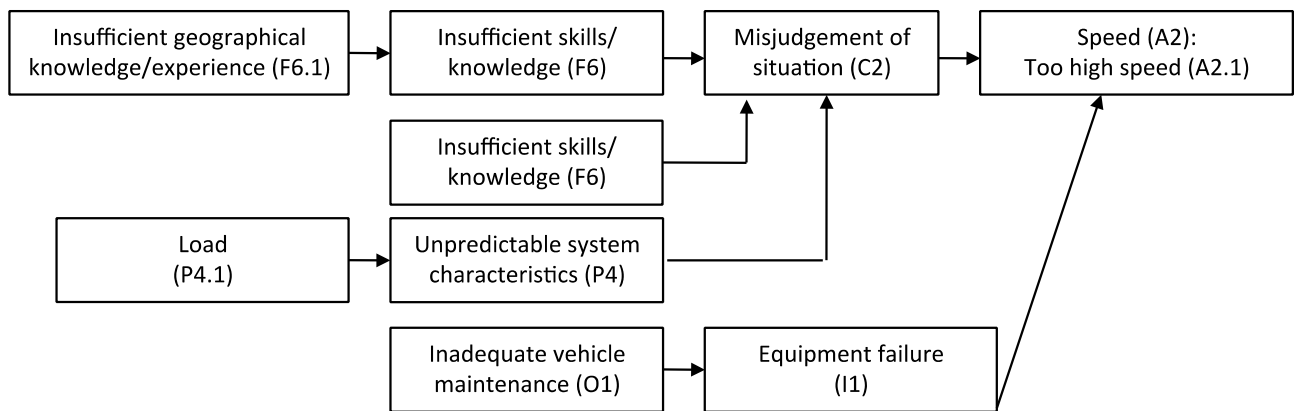 Insufficient geographical
knowledge/experience (F6.1)
Insufficient skills/
knowledge (F6)
Misjudgement of
situation (C2)
Speed (A2):
Too high speed (A2.1)
Insufficient skills/
knowledge (F6)
Load
(P4.1)
Unpredictable system
characteristics (P4)
Inadequate vehicle
maintenance (O1)
Equipment failure
(I1)